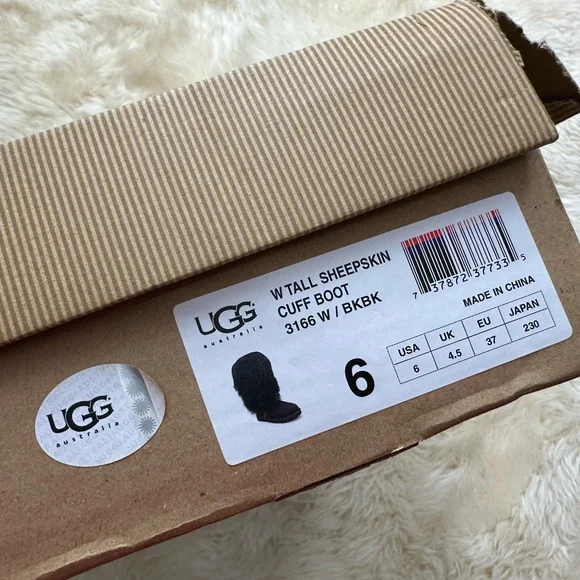 UGG
australia
W TALL SHEEPSKIN
CUFF BOOT
3166 W / BKBK
6
7 37872 37733 5
MADE IN CHINA
USA UK EU JAPAN
6 4.5 37 230
UGG
australia